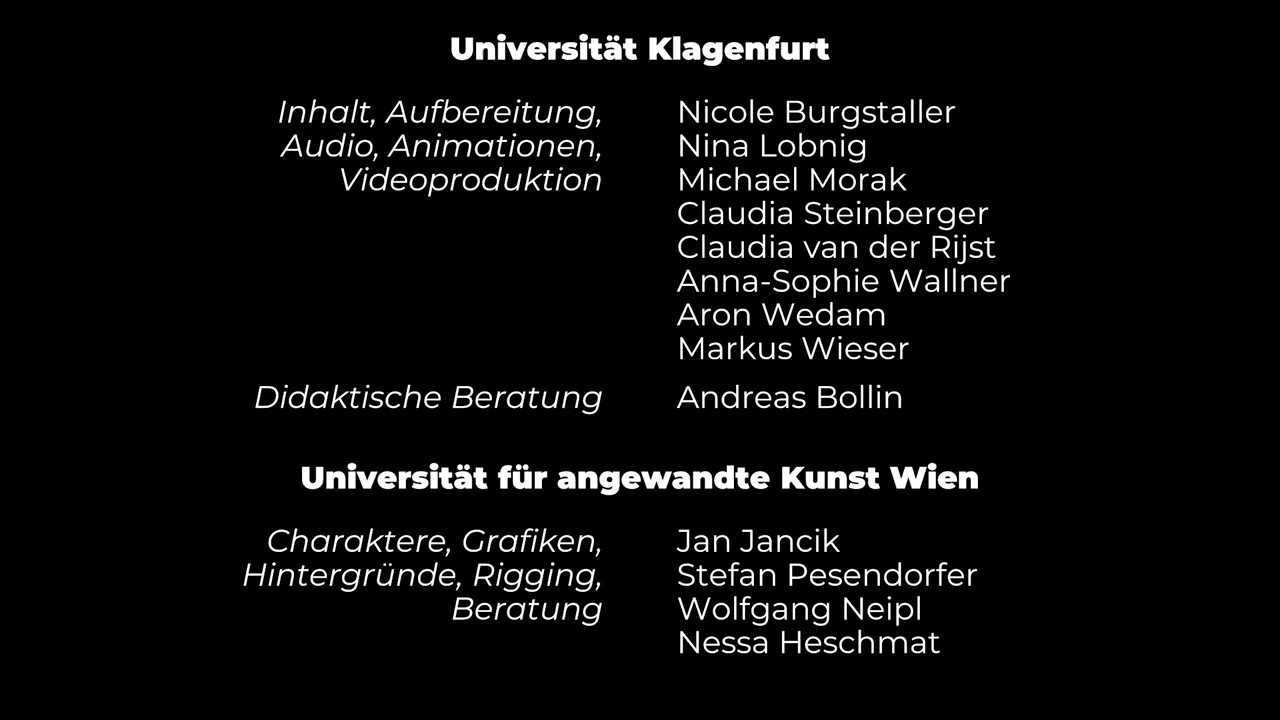 Universität Klagenfurt
Inhalt, Aufbereitung, Nicole Burgstaller
Audio, Animationen, Nina Lobnig
Videoproduktion Michael Morak
Claudia Steinberger
Claudia van der Rijst
Anna-Sophie Wallner
Aron Wedam
Markus Wieser
Didaktische Beratung Andreas Bollin
Universität für angewandte Kunst Wien
Charaktere, Grafiken, Jan Jancik
Hintergründe, Rigging, Stefan Pesendorfer
Beratung Wolfgang Neipl
Nessa Heschmat